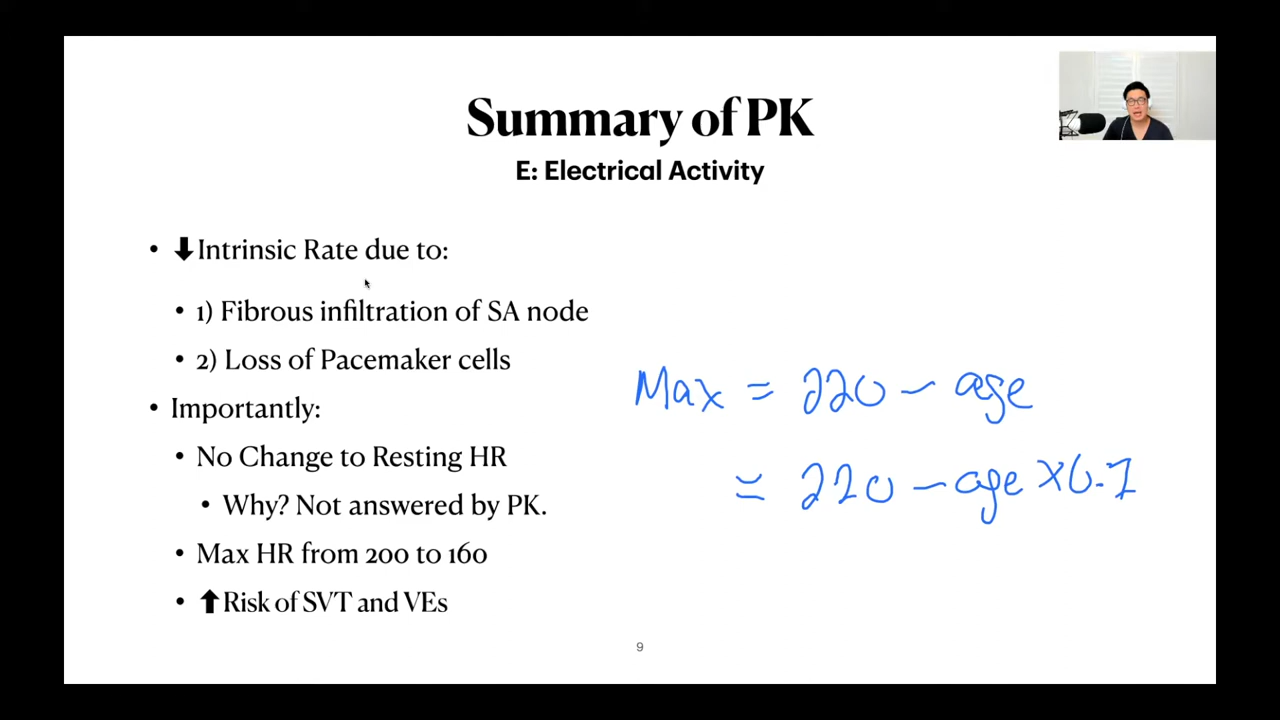 Summary of PK
E: Electrical Activity
• ⬇Intrinsic Rate due to:
• 1) Fibrous infiltration of SA node
• 2) Loss of Pacemaker cells
• Importantly:
• No Change to Resting HR
• Why? Not answered by PK.
• Max HR from 200 to 160
• ⬆Risk of SVT and VEs
Max = 220 - age
= 220 - age x 0.7
9